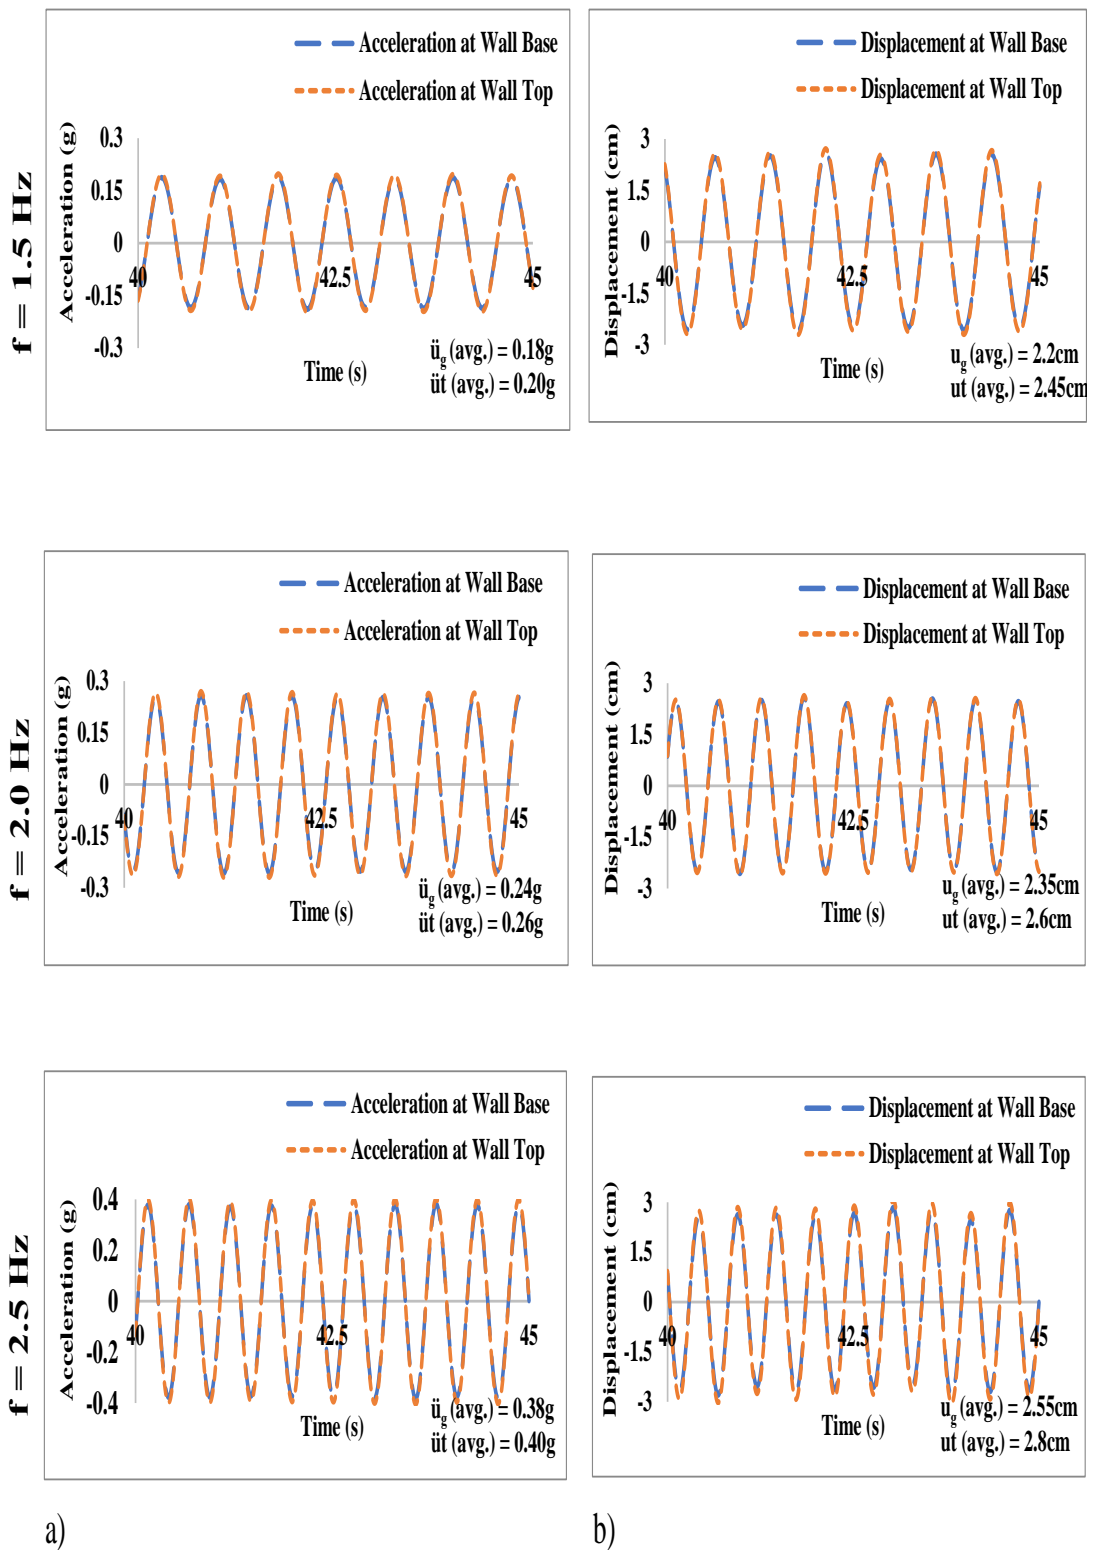 f = 1.5 Hz
Acceleration at Wall Base
Acceleration at Wall Top
Acceleration (g)
0.3
0.15
0
-0.15
-0.3
40
42.5
45
Time (s)
üg (avg.) = 0.18g
üt (avg.) = 0.20g
Displacement at Wall Base
Displacement at Wall Top
Displacement (cm)
3
1.5
0
-1.5
-3
40
42.5
45
Time (s)
ug (avg.) = 2.2cm
ut (avg.) = 2.45cm
f = 2.0 Hz
Acceleration at Wall Base
Acceleration at Wall Top
Acceleration (g)
0.3
0.15
0
-0.15
-0.3
40
42.5
45
Time (s)
üg (avg.) = 0.24g
üt (avg.) = 0.26g
Displacement at Wall Base
Displacement at Wall Top
Displacement (cm)
3
1.5
0
-1.5
-3
40
42.5
45
Time (s)
ug (avg.) = 2.35cm
ut (avg.) = 2.6cm
f = 2.5 Hz
Acceleration at Wall Base
Acceleration at Wall Top
Acceleration (g)
0.4
0.2
0
-0.2
-0.4
40
42.5
45
Time (s)
üg (avg.) = 0.38g
üt (avg.) = 0.40g
Displacement at Wall Base
Displacement at Wall Top
Displacement (cm)
3
1.5
0
-1.5
-3
40
42.5
45
Time (s)
ug (avg.) = 2.55cm
ut (avg.) = 2.8cm
a)
b)